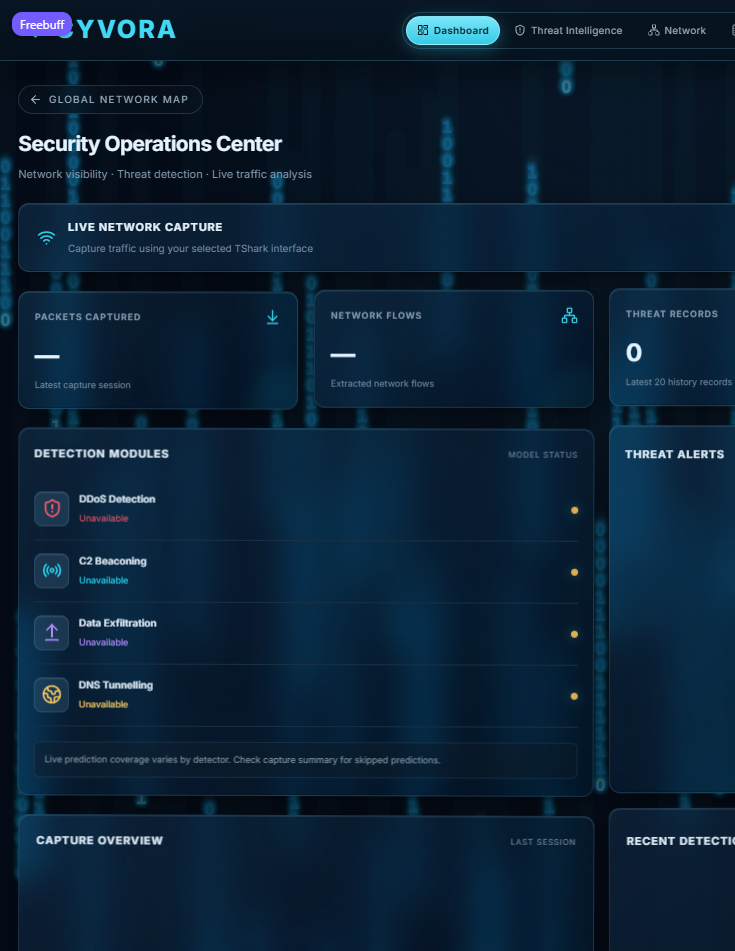 Freebuff
YVORA
Dashboard
Threat Intelligence
Network
GLOBAL NETWORK MAP
Security Operations Center
Network visibility · Threat detection · Live traffic analysis
LIVE NETWORK CAPTURE
Capture traffic using your selected TShark interface
PACKETS CAPTURED
—
Latest capture session
NETWORK FLOWS
—
Extracted network flows
THREAT RECORDS
0
Latest 20 history records
DETECTION MODULES
MODEL STATUS
DDoS Detection
Unavailable
C2 Beaconing
Unavailable
Data Exfiltration
Unavailable
DNS Tunnelling
Unavailable
Live prediction coverage varies by detector. Check capture summary for skipped predictions.
THREAT ALERTS
CAPTURE OVERVIEW
LAST SESSION
RECENT DETECTIO